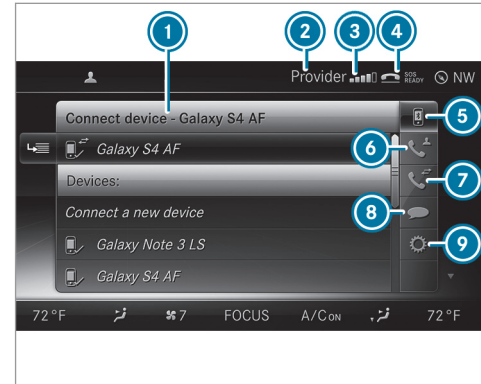 1 2 3 4
Provider SOS READY NW
Connect device - Galaxy S4 AF 5
Galaxy S4 AF 6
Devices: 7
Connect a new device 8
Galaxy Note 3 LS 9
Galaxy S4 AF
72°F 7 FOCUS A/C ON 72°F